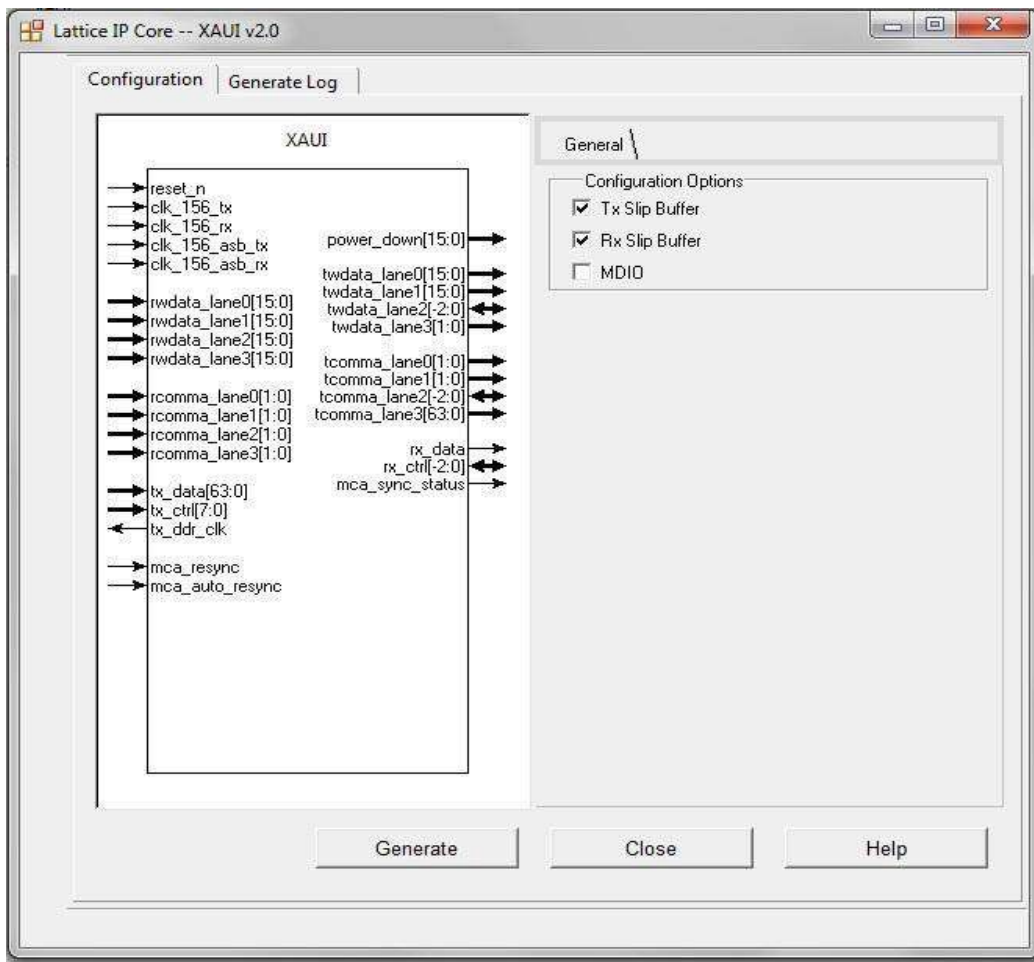 Lattice IP Core -- XAUI v2.0
Configuration
Generate Log
XAUI
reset_n
clk_156_tx
clk_156_rx
clk_156_asb_tx
clk_156_asb_rx
rwdata_lane0[15:0]
rwdata_lane1[15:0]
rwdata_lane2[15:0]
rwdata_lane3[15:0]
rcomma_lane0[1:0]
rcomma_lane1[1:0]
rcomma_lane2[1:0]
rcomma_lane3[1:0]
tx_data[63:0]
tx_ctrl[7:0]
tx_ddr_clk
mca_resync
mca_auto_resync
power_down[15:0]
twdata_lane0[15:0]
twdata_lane1[15:0]
twdata_lane2[-2:0]
twdata_lane3[1:0]
tcomma_lane0[1:0]
tcomma_lane1[1:0]
tcomma_lane2[-2:0]
tcomma_lane3[63:0]
rx_data
rx_ctrl[-2:0]
mca_sync_status
General
Configuration Options
Tx Slip Buffer
Rx Slip Buffer
MDIO
Generate
Close
Help